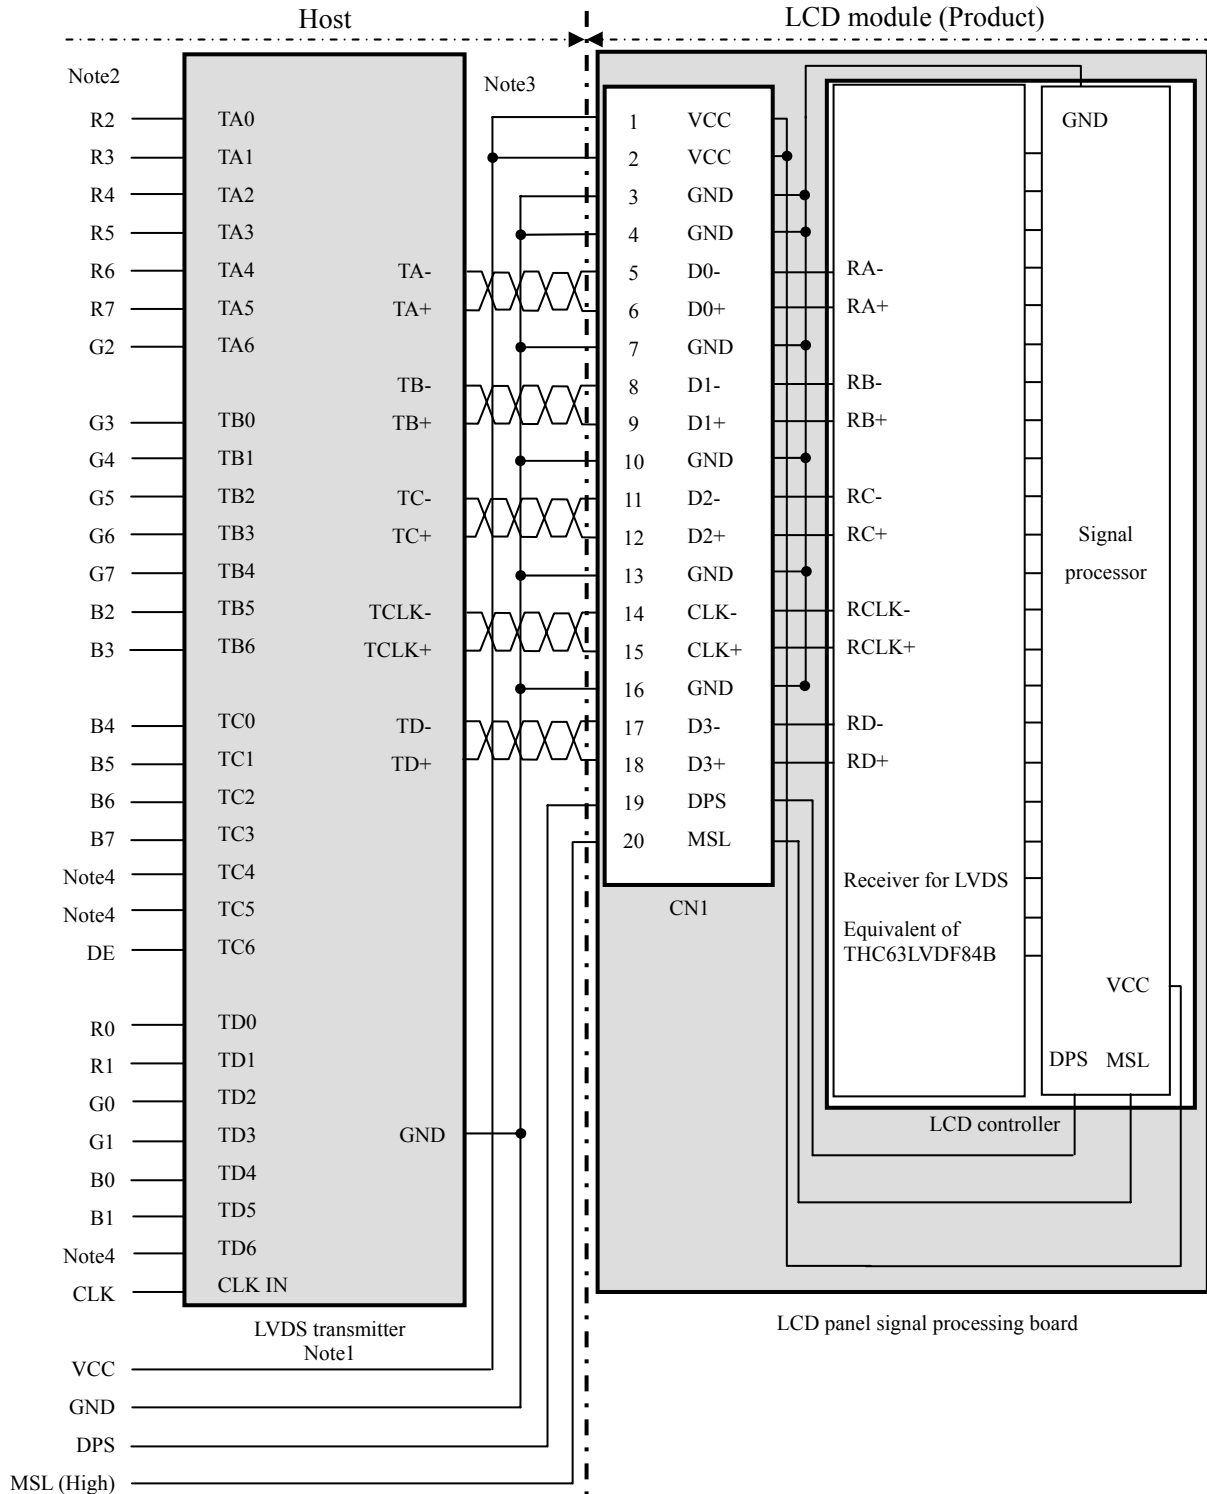 Host
LCD module (Product)
Note2
Note3
R2 TA0
R3 TA1
R4 TA2
R5 TA3
R6 TA4 TA-
R7 TA5 TA+
G2 TA6
TB-
G3 TB0 TB+
G4 TB1
G5 TB2 TC-
G6 TB3 TC+
G7 TB4
B2 TB5 TCLK-
B3 TB6 TCLK+
B4 TC0 TD-
B5 TC1 TD+
B6 TC2
B7 TC3
Note4 TC4
Note4 TC5
DE TC6
R0 TD0
R1 TD1
G0 TD2
G1 TD3 GND
B0 TD4
B1 TD5
Note4 TD6
CLK CLK IN
LVDS transmitter
Note1
VCC
GND
DPS
MSL (High)
1 VCC
2 VCC
3 GND
4 GND
5 D0- RA-
6 D0+ RA+
7 GND
8 D1- RB-
9 D1+ RB+
10 GND
11 D2- RC-
12 D2+ RC+
13 GND
14 CLK- RCLK-
15 CLK+ RCLK+
16 GND
17 D3- RD-
18 D3+ RD+
19 DPS
20 MSL
CN1
Receiver for LVDS
Equivalent of
THC63LVDF84B
GND
Signal
processor
VCC
DPS MSL
LCD controller
LCD panel signal processing board